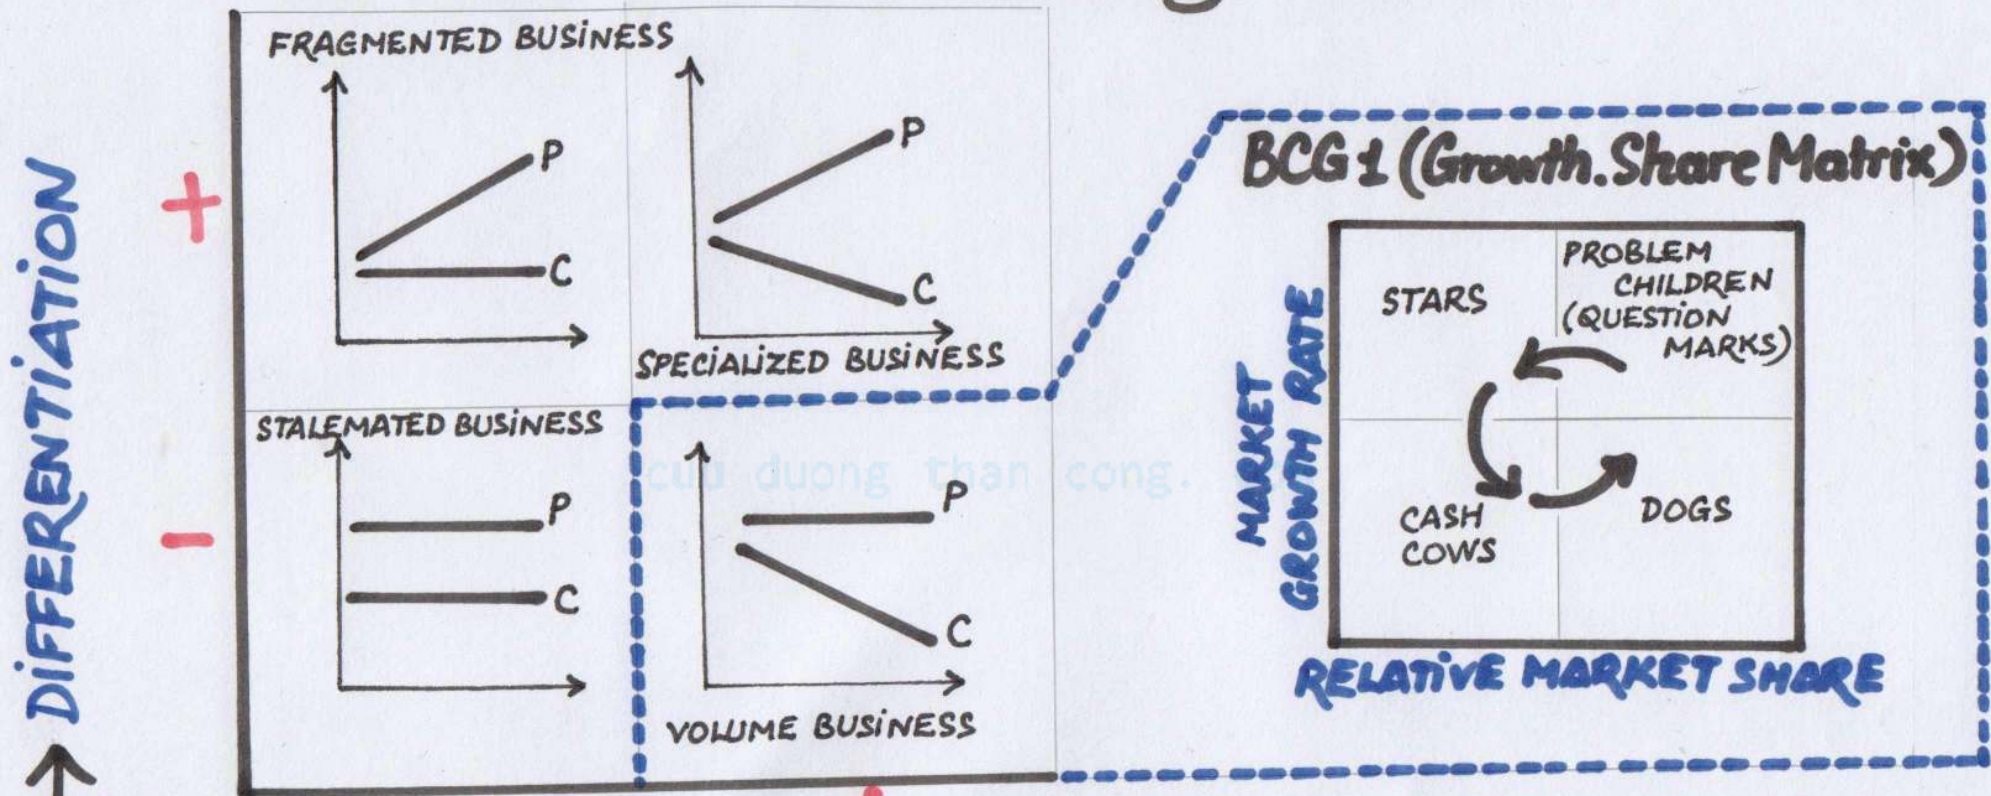 FRAGMENTED BUSINESS
P
C
P
C
SPECIALIZED BUSINESS
STALEMATED BUSINESS
P
C
P
C
VOLUME BUSINESS
DIFFERENTIATION
+
-
cuu duong than cong.
BCG 1 (Growth.Share Matrix)
STARS
PROBLEM
CHILDREN
(QUESTION
MARKS)
CASH
COWS
DOGS
MARKET
GROWTH RATE
RELATIVE MARKET SHARE